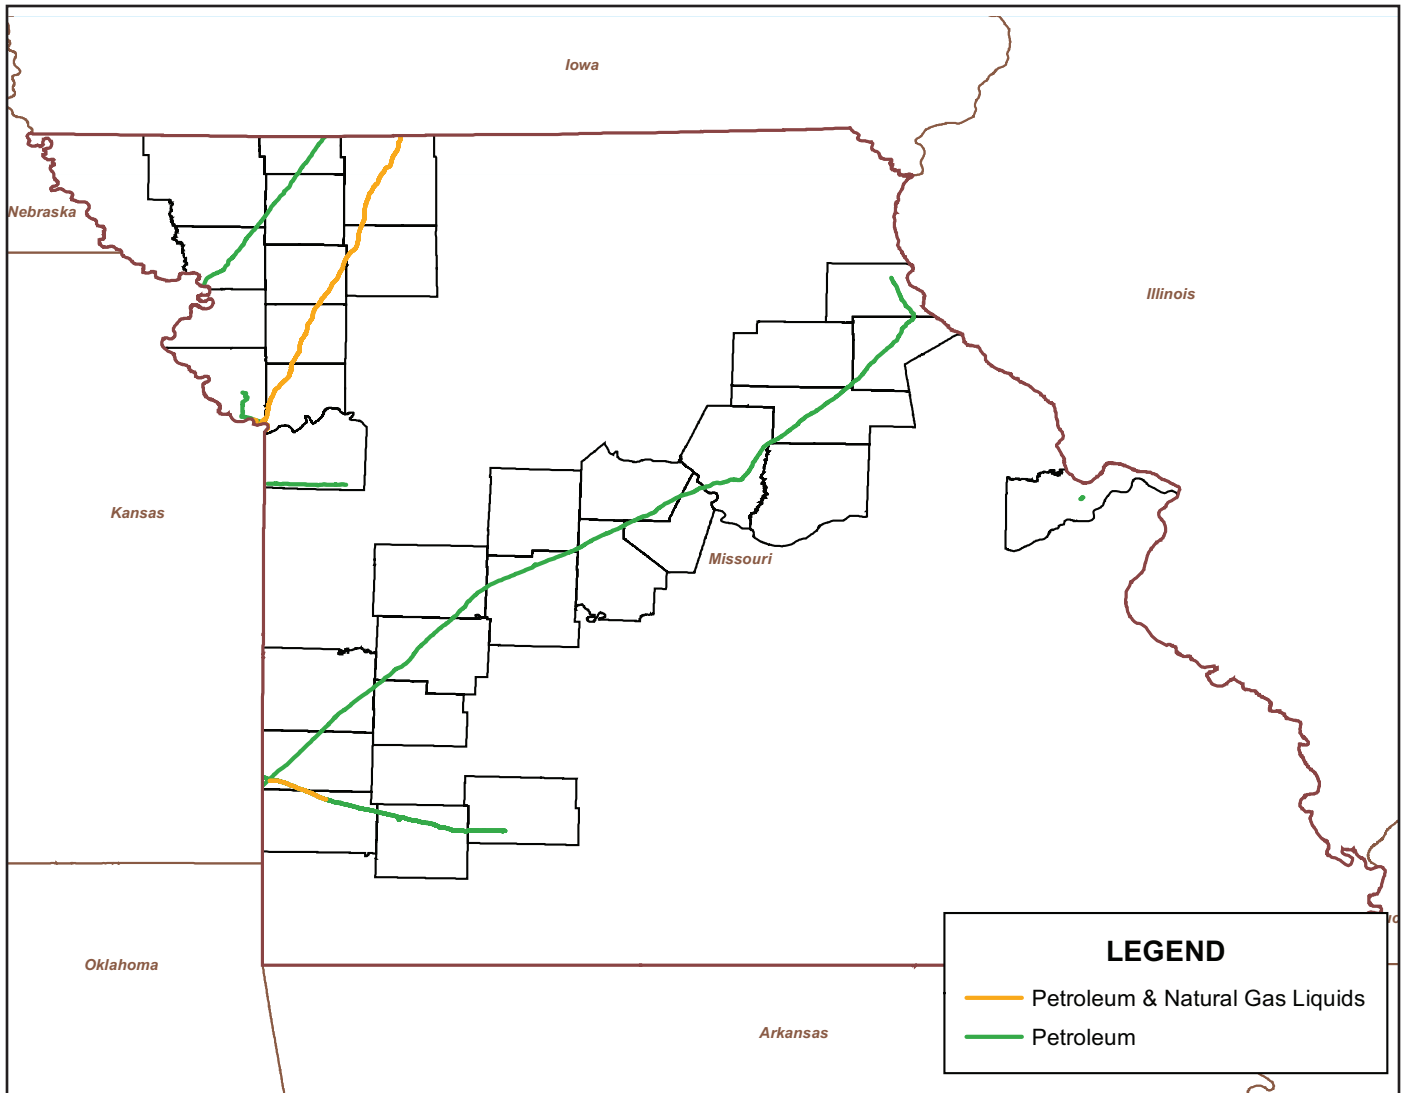 Iowa
Nebraska
Illinois
Kansas
Missouri
LEGEND
Oklahoma
Petroleum & Natural Gas Liquids
Arkansas
Petroleum